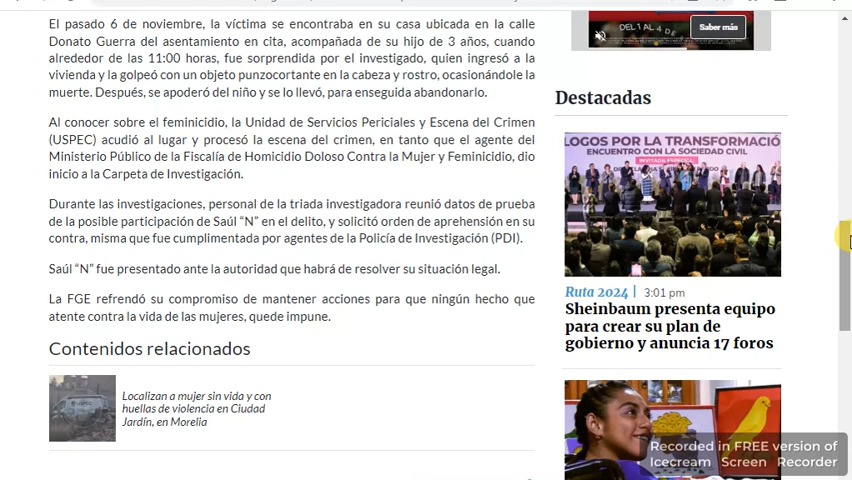 El pasado 6 de noviembre, la víctima se encontraba en su casa ubicada en la calle
Donato Guerra del asentamiento en cita, acompañada de su hijo de 3 años, cuando
alrededor de las 11:00 horas, fue sorprendida por el investigado, quien ingresó a la
vivienda y la golpeó con un objeto punzocortante en la cabeza y rostro, ocasionándole la
muerte. Después, se apoderó del niño y se lo llevó, para enseguida abandonarlo.
Al conocer sobre el feminicidio, la Unidad de Servicios Periciales y Escena del Crimen
(USPEC) acudió al lugar y procesó la escena del crimen, en tanto que el agente del
Ministerio Público de la Fiscalía de Homicidio Doloso Contra la Mujer y Feminicidio, dio
inicio a la Carpeta de Investigación.
Durante las investigaciones, personal de la triada investigadora reunió datos de prueba
de la posible participación de Saúl “N” en el delito, y solicitó orden de aprehensión en su
contra, misma que fue cumplimentada por agentes de la Policía de Investigación (PDI).
Saúl “N” fue presentado ante la autoridad que habrá de resolver su situación legal.
La FGE refrendó su compromiso de mantener acciones para que ningún hecho que
atente contra la vida de las mujeres, quede impune.
Contenidos relacionados
Localizan a mujer sin vida y con
huellas de violencia en Ciudad
Jardín, en Morelia
DEL 1 AL 4 DE
Saber más
Destacadas
LOGOS POR LA TRANSFORMACIÓ
ENCUENTRO CON LA SOCIEDAD CIVIL
INVITADA ESPECIAL
Ruta 2024 | 3:01 pm
Sheinbaum presenta equipo
para crear su plan de
gobierno y anuncia 17 foros
Recorded in FREE version of
Icecream Screen Recorder